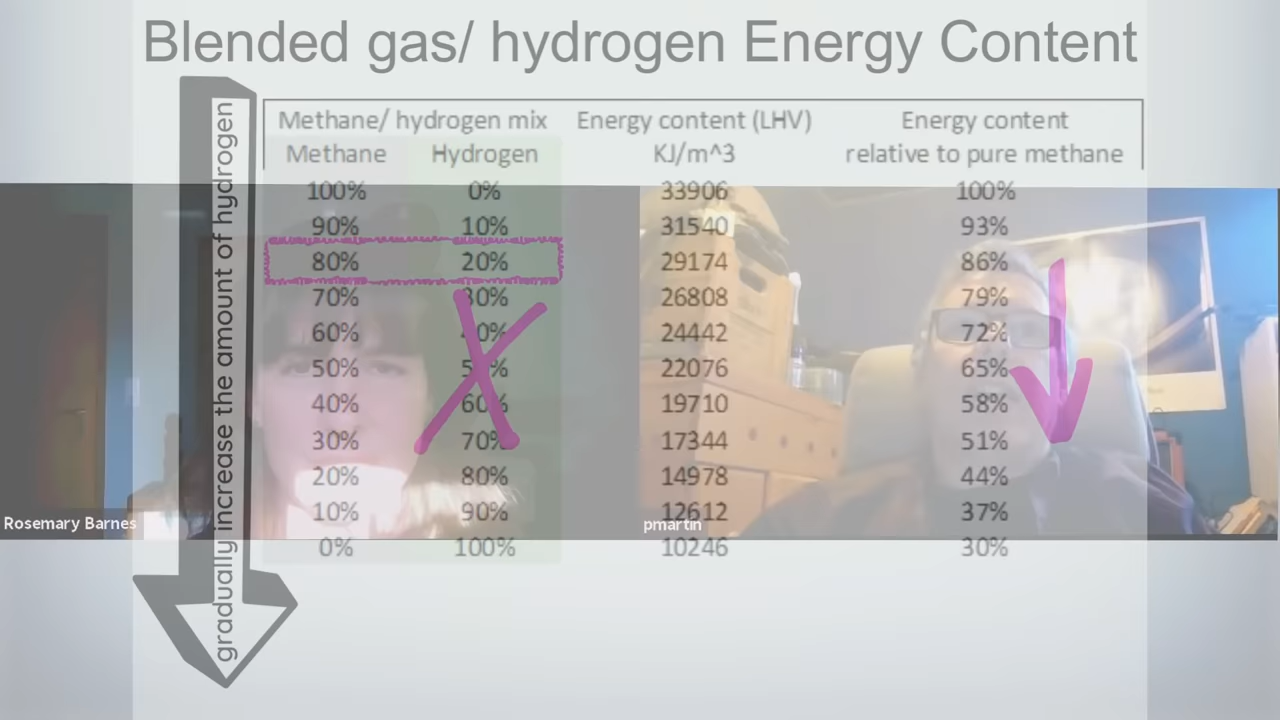 Blended gas/ hydrogen Energy Content
gradually increase the amount of hydrogen
Methane/ hydrogen mix Energy content (LHV) Energy content
Methane Hydrogen KJ/m^3 relative to pure methane
100% 0% 33906 100%
90% 10% 31540 93%
80% 20% 29174 86%
70% 30% 26808 79%
60% 40% 24442 72%
50% 50% 22076 65%
40% 60% 19710 58%
30% 70% 17344 51%
20% 80% 14978 44%
10% 90% 12612 37%
0% 100% 10246 30%
Rosemary Barnes
pmartin